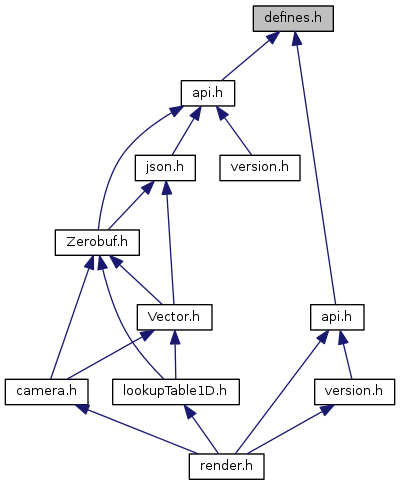 defines.h
api.h
json.h
version.h
Zerobuf.h
Vector.h
api.h
camera.h
lookupTable1D.h
version.h
render.h